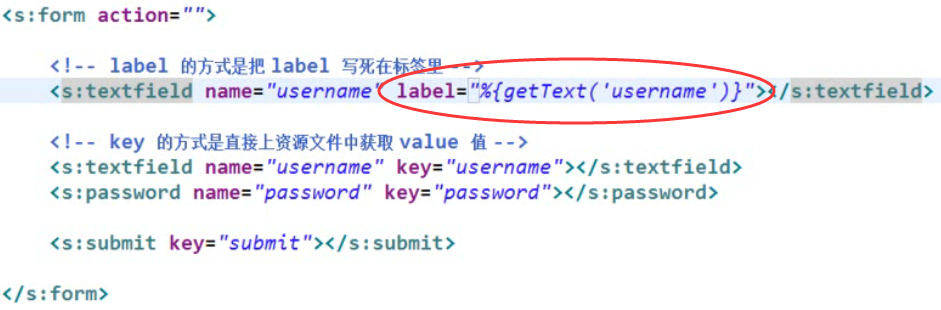 <s:form action="">
<!-- label 的方式是把 label 写死在标签里 -->
<s:textfield name="username" label="%{getText('username')}"></s:textfield>
<!-- key 的方式是直接上资源文件中获取 value 值 -->
<s:textfield name="username" key="username"></s:textfield>
<s:password name="password" key="password"></s:password>
<s:submit key="submit"></s:submit>
</s:form>